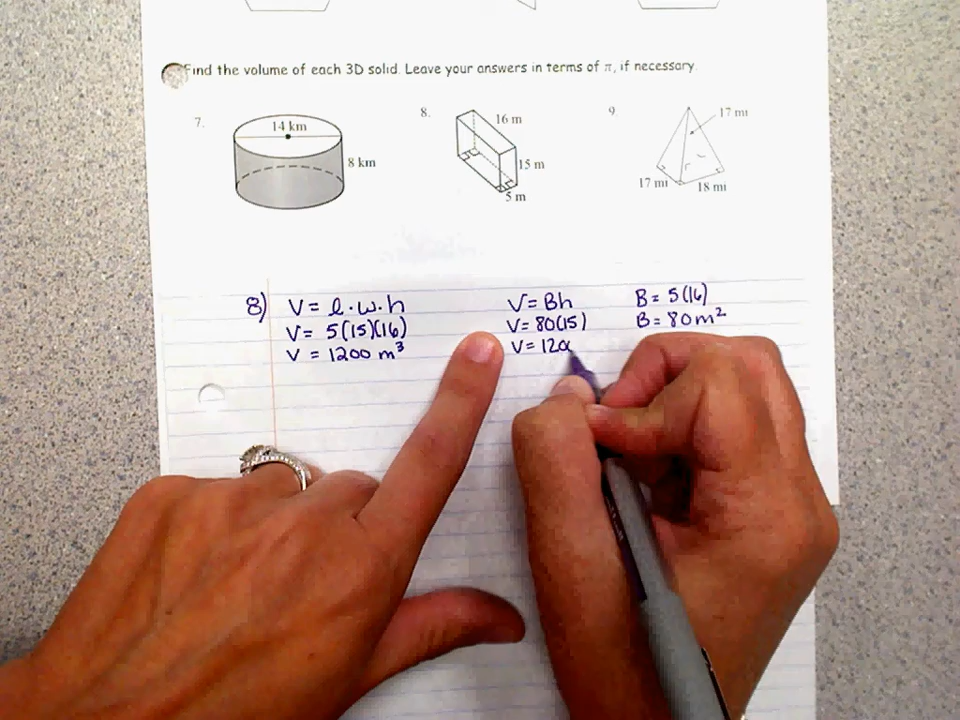 Find the volume of each 3D solid. Leave your answers in terms of π, if necessary.
7.
14 km
8 km
8.
16 m
15 m
5 m
9.
17 mi
17 mi
18 mi
8) V = l · w · h
V = 5(15)(16)
V = 1200 m³
V = Bh
V = 80(15)
V = 120
B = 5(16)
B = 80 m²